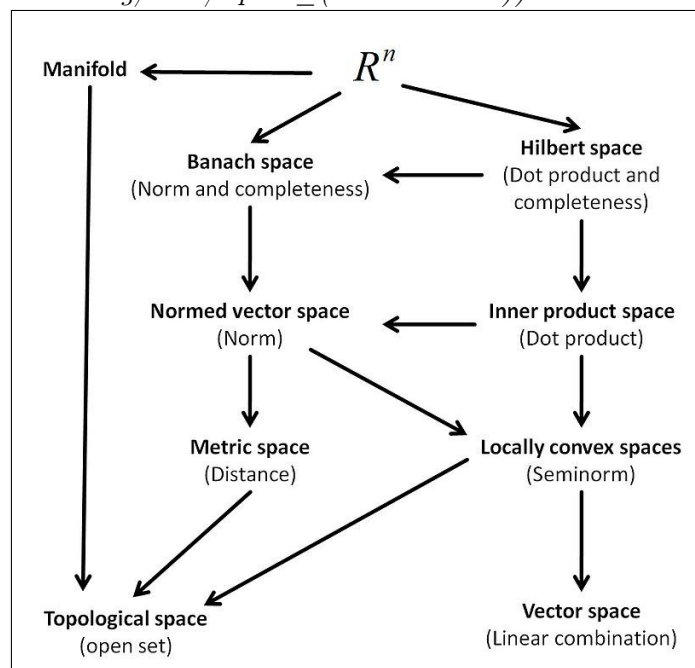 Manifold
R^n
Banach space
(Norm and completeness)
Hilbert space
(Dot product and
completeness)
Normed vector space
(Norm)
Inner product space
(Dot product)
Metric space
(Distance)
Locally convex spaces
(Seminorm)
Topological space
(open set)
Vector space
(Linear combination)